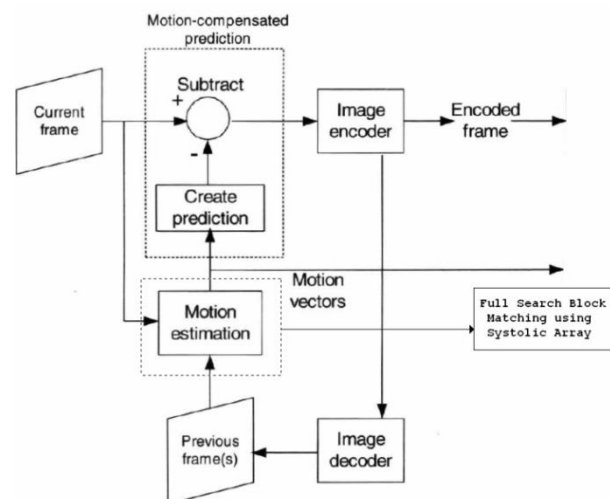 Motion-compensated
prediction
Subtract
+
-
Current
frame
Image
encoder
Encoded
frame
Create
prediction
Motion
vectors
Motion
estimation
Full Search Block
Matching using
Systolic Array
Previous
frame(s)
Image
decoder